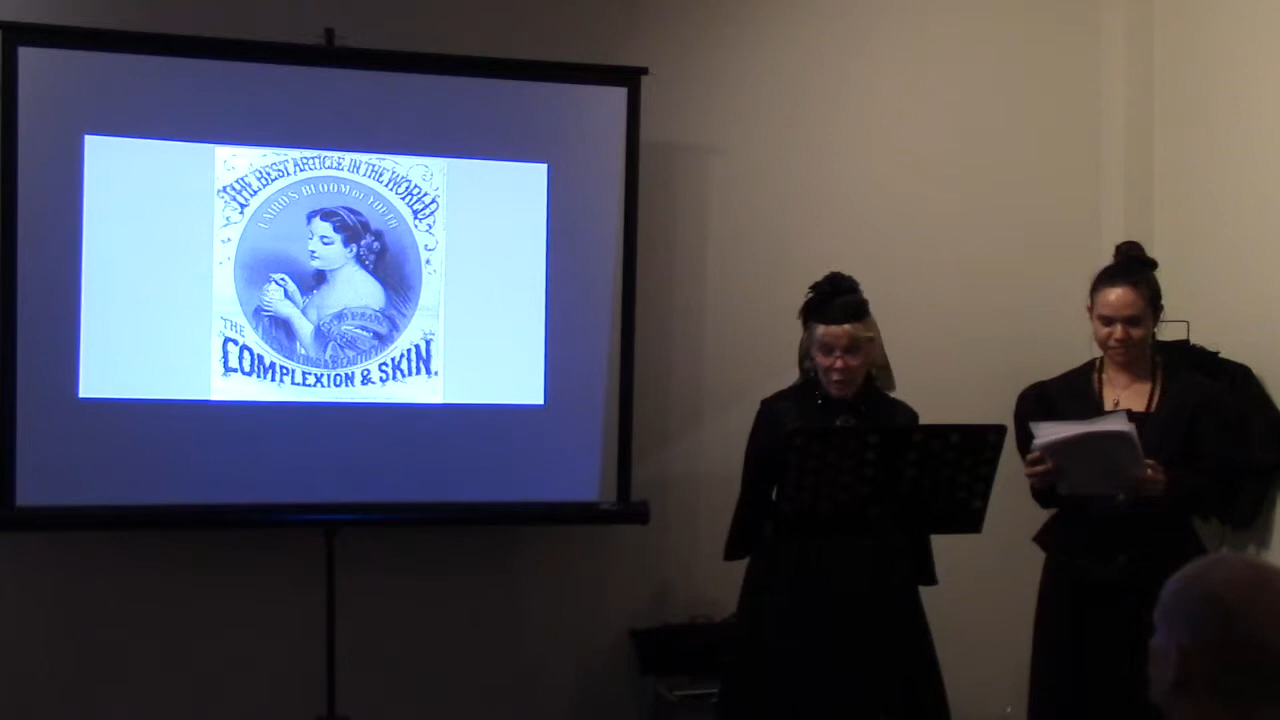 THE BEST ARTICLE IN THE WORLD
LAIRD'S BLOOM OF YOUTH
THE
COMPLEXION & SKIN.